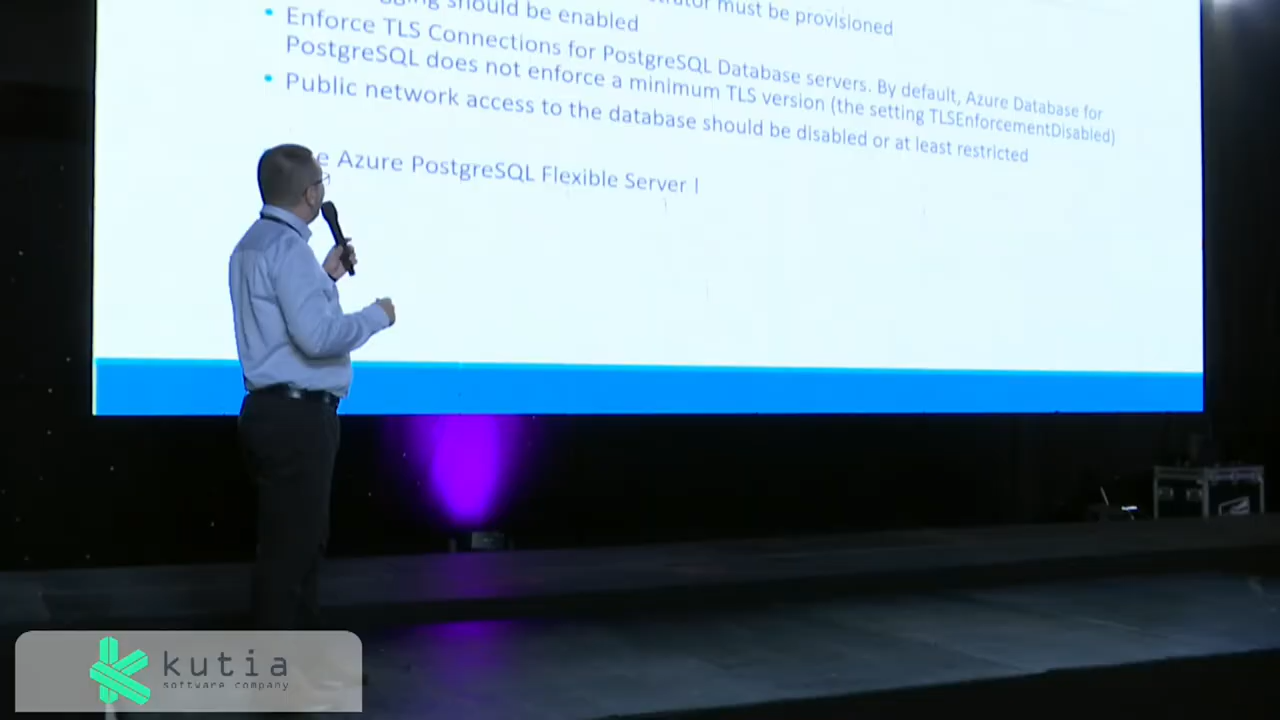 must be provisioned
should be enabled
• Enforce TLS Connections for PostgreSQL Database servers. By default, Azure Database for
PostgreSQL does not enforce a minimum TLS version (the setting TLSEnforcementDisabled)
• Public network access to the database should be disabled or at least restricted
Azure PostgreSQL Flexible Server |
kutia
software company